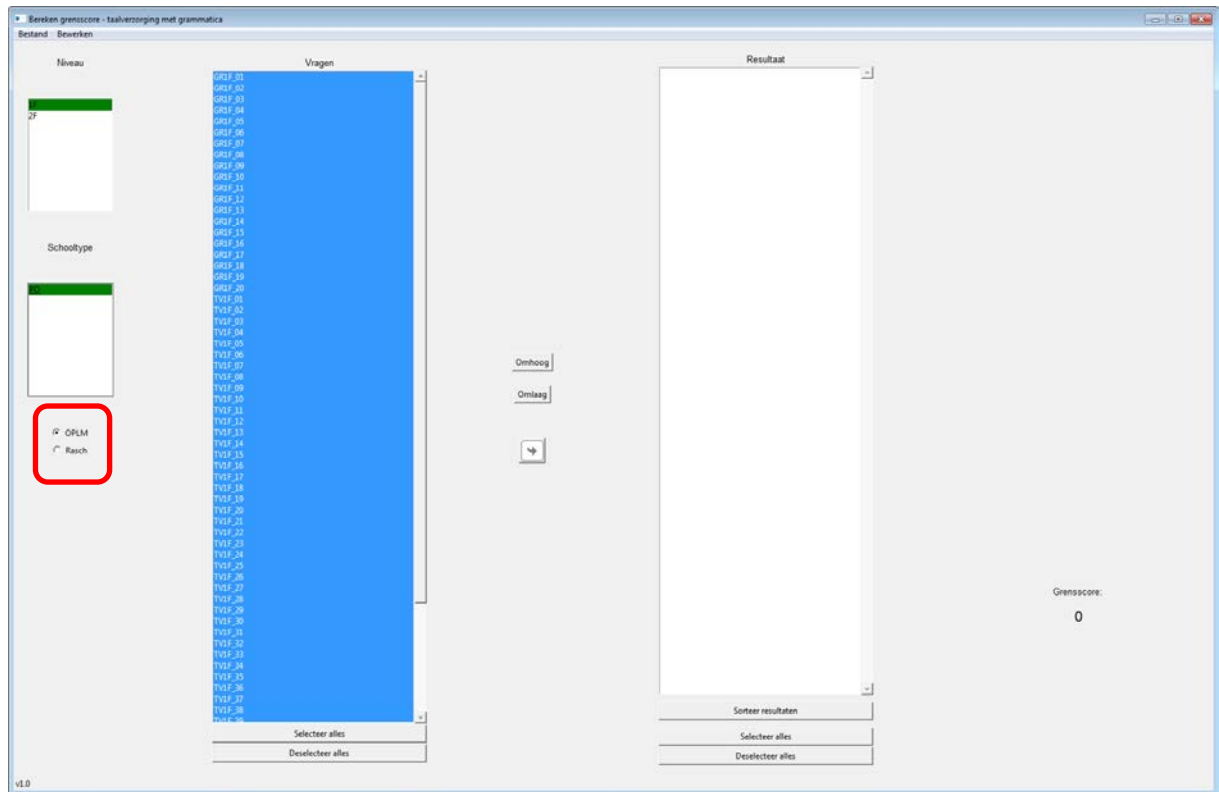 Bereken grensscore - taalverzorging met grammatica
Bestand Bewerken
Niveau
1F
2F
Schooltype
Vragen
GR1F_01
GR1F_02
GR1F_03
GR1F_04
GR1F_05
GR1F_06
GR1F_07
GR1F_08
GR1F_09
GR1F_10
GR1F_11
GR1F_12
GR1F_13
GR1F_14
GR1F_15
GR1F_16
GR1F_17
GR1F_18
GR1F_19
GR1F_20
TV1F_01
TV1F_02
TV1F_03
TV1F_04
TV1F_05
TV1F_06
TV1F_07
TV1F_08
TV1F_09
TV1F_10
TV1F_11
TV1F_12
TV1F_13
TV1F_14
TV1F_15
TV1F_16
TV1F_17
TV1F_18
TV1F_19
TV1F_20
TV1F_21
TV1F_22
TV1F_23
TV1F_24
TV1F_25
TV1F_26
TV1F_27
TV1F_28
TV1F_29
TV1F_30
TV1F_31
TV1F_32
TV1F_33
TV1F_34
TV1F_35
TV1F_36
TV1F_37
TV1F_38
TV1F_39
Selecteer alles
Deselecteer alles
OPLM
Rasch
Omhoog
Omlaag
Resultaat
Sorteer resultaten
Selecteer alles
Deselecteer alles
Grensscore:
0
v1.0